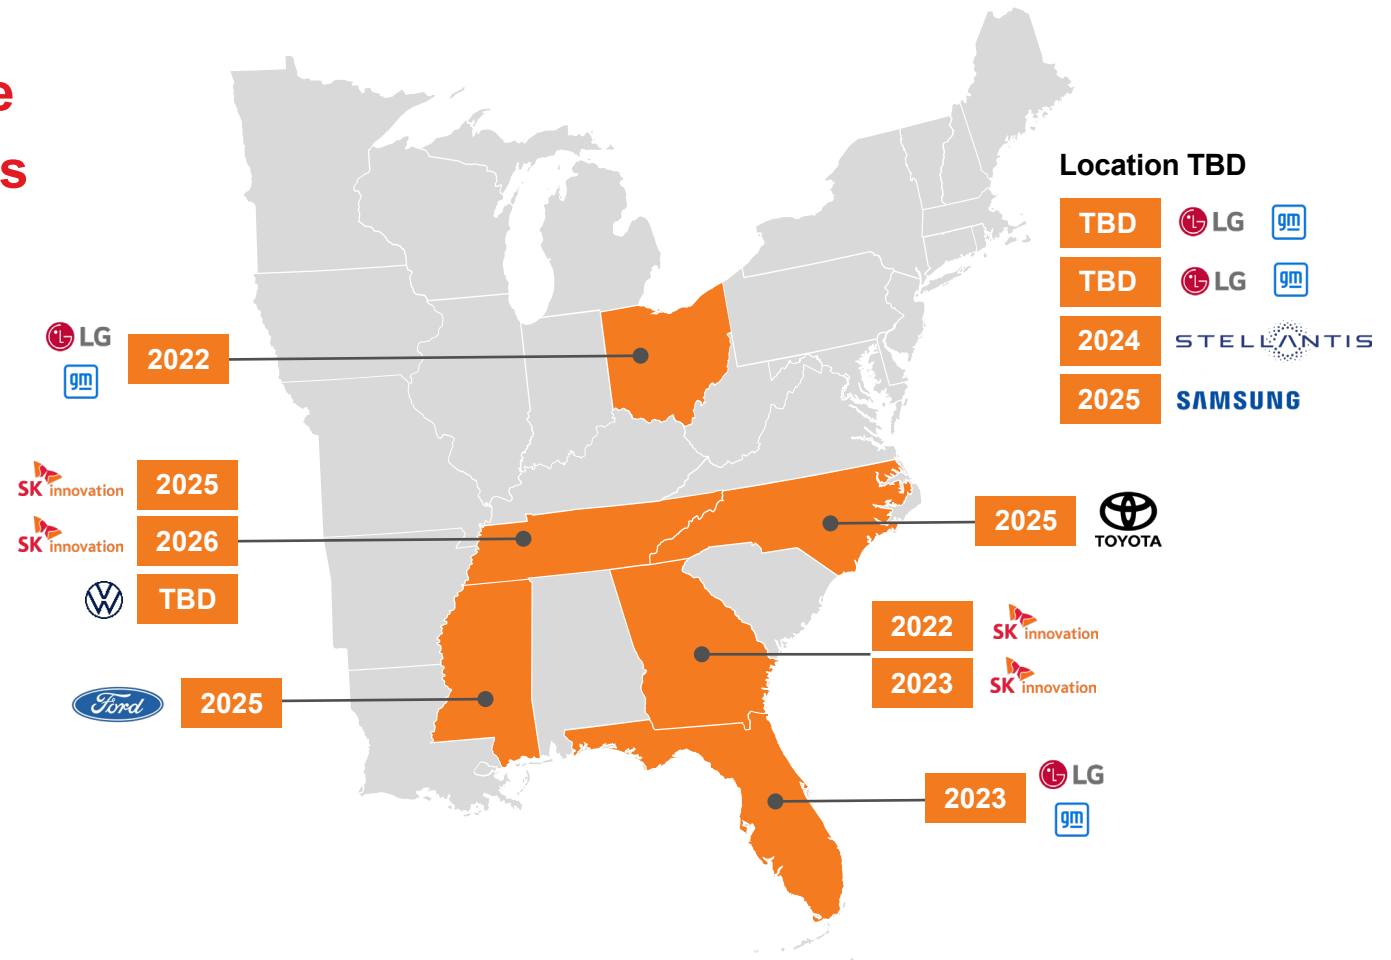 e
s
Location TBD
TBD LG gm
TBD LG gm
2024 STELLANTIS
2025 SAMSUNG
LG
gm
2022
SK innovation 2025
SK innovation 2026
VW TBD
Ford 2025
2025 TOYOTA
2022 SK innovation
2023 SK innovation
2023 LG
gm